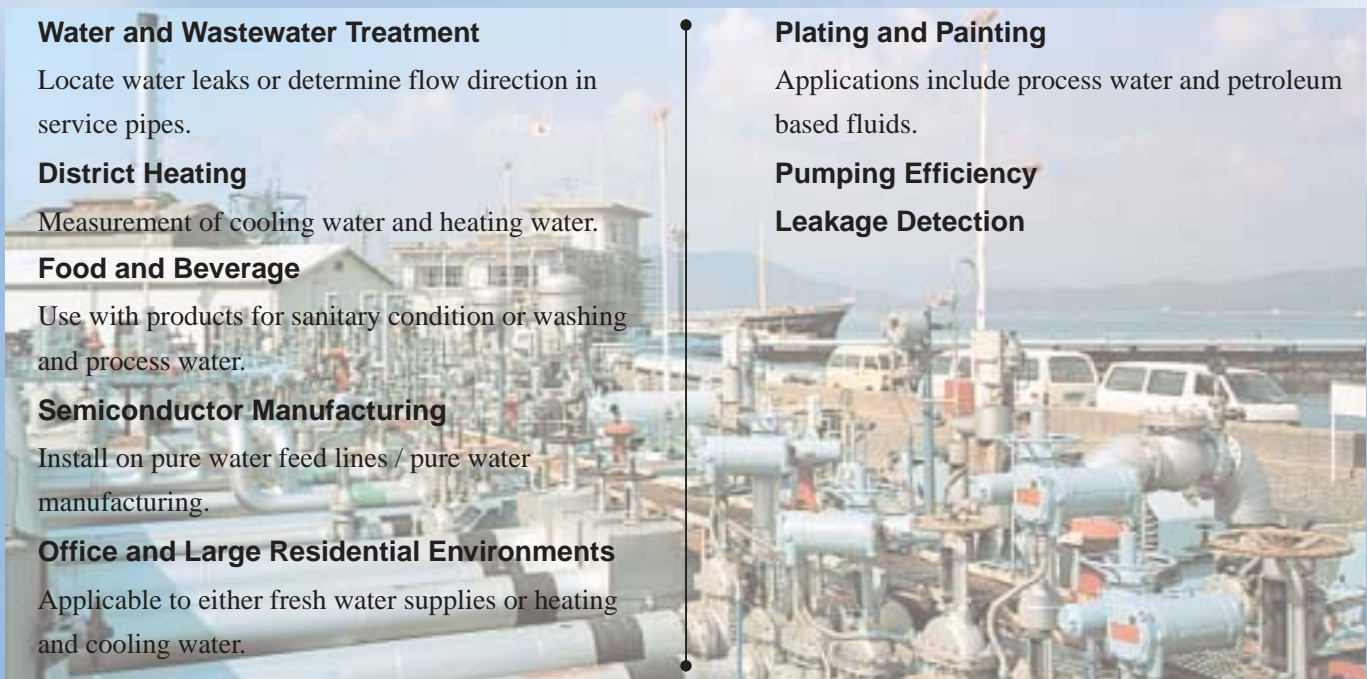 Water and Wastewater Treatment
Locate water leaks or determine flow direction in
service pipes.
District Heating
Measurement of cooling water and heating water.
Food and Beverage
Use with products for sanitary condition or washing
and process water.
Semiconductor Manufacturing
Install on pure water feed lines / pure water
manufacturing.
Office and Large Residential Environments
Applicable to either fresh water supplies or heating
and cooling water.
Plating and Painting
Applications include process water and petroleum
based fluids.
Pumping Efficiency
Leakage Detection